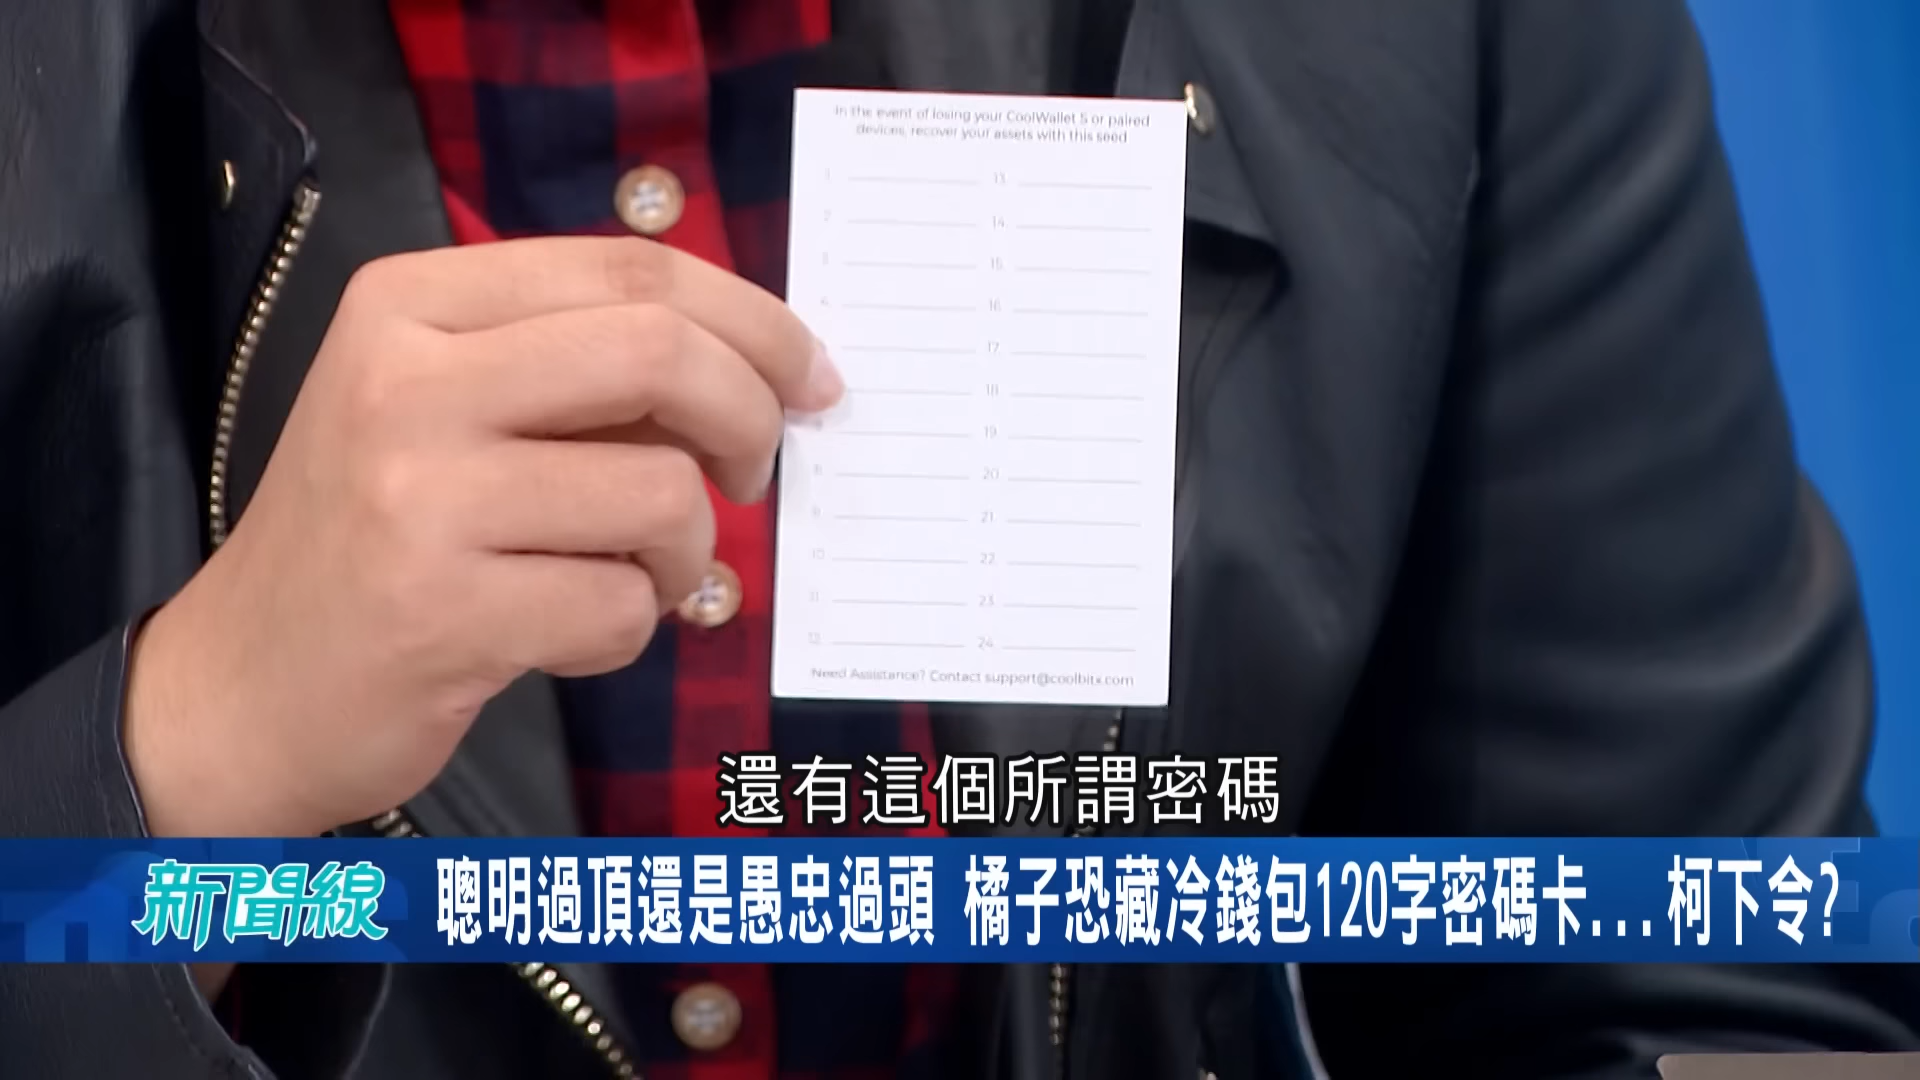 In the event of losing your CoolWallet S or paired
devices, recover your assets with this seed
1. 13.
2. 14.
3. 15.
4. 16.
17.
18.
19.
8. 20.
9. 21.
10. 22.
11. 23.
12. 24.
Need Assistance? Contact support@coolbitx.com
還有這個所謂密碼
新聞線
聰明過頂還是愚忠過頭 橘子恐藏冷錢包120字密碼卡...柯下令?